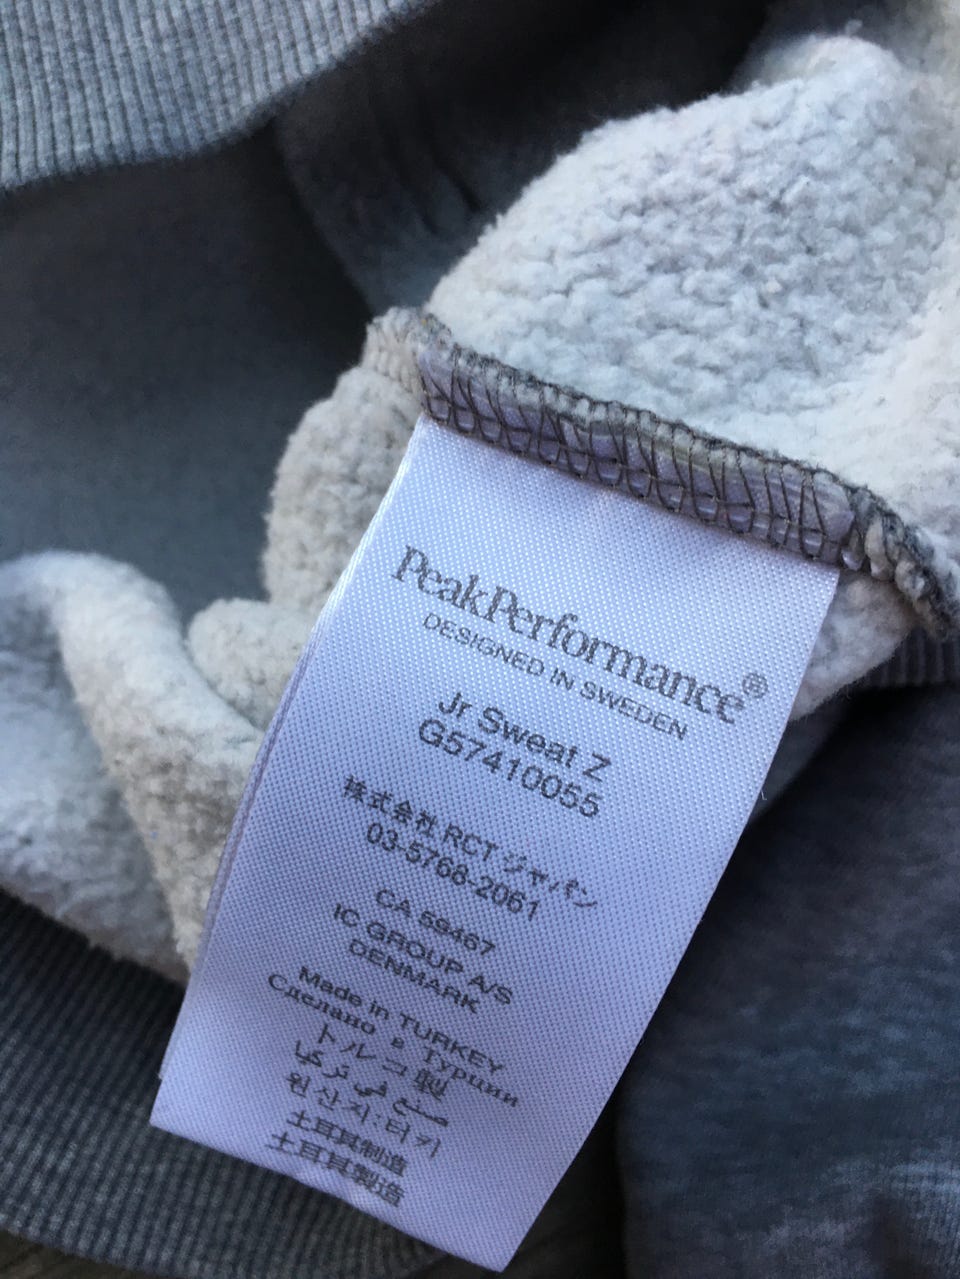 PeakPerformance®
DESIGNED IN SWEDEN
Jr Sweat Z
G57410055
株式会社 RCT ジャパン
03-5768-2061
CA 59467
IC GROUP A/S
DENMARK
Made in TURKEY
Сделано в Турции
トルコ製
صنع في تركيا
원산지:터키
土耳其制造
土耳其製造